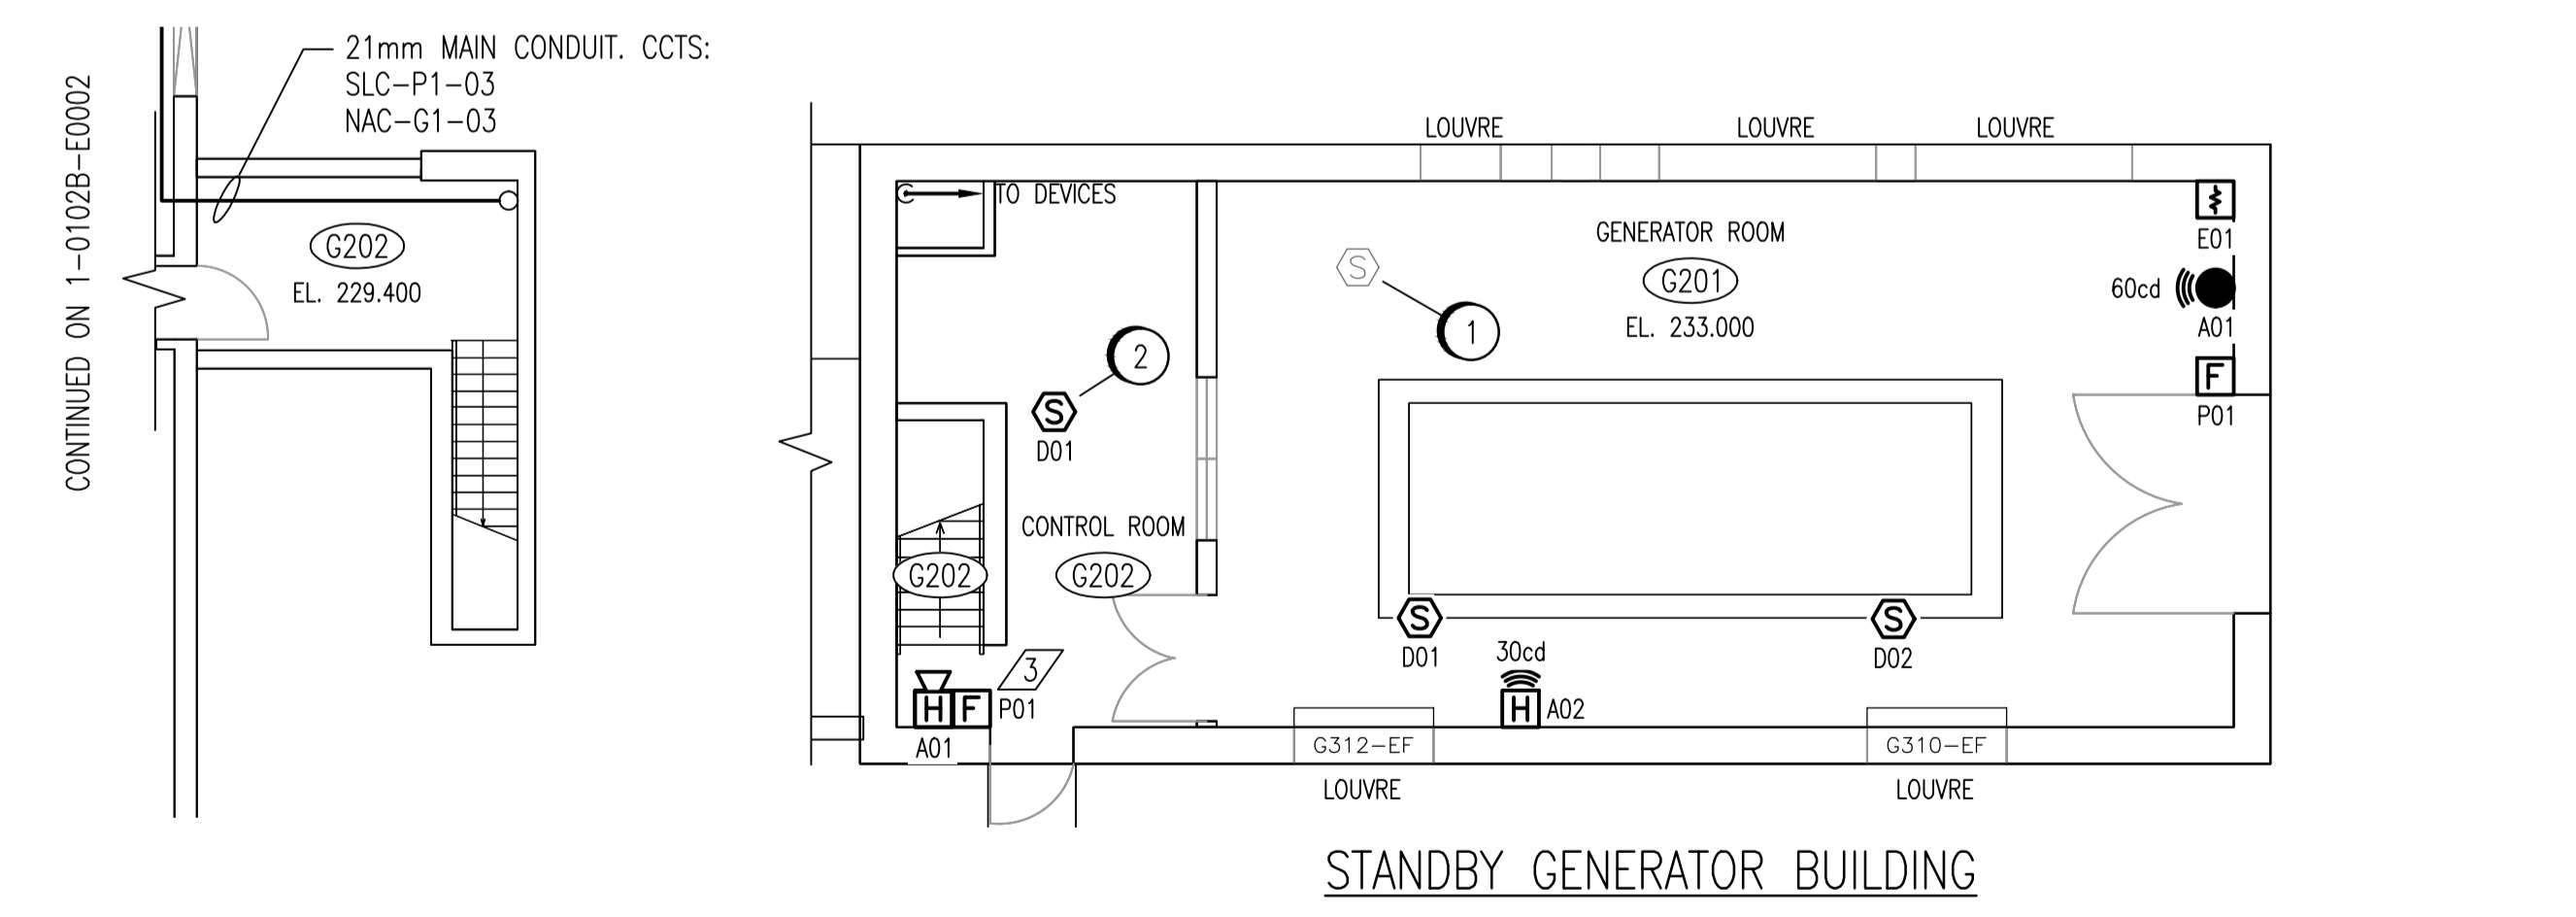 CONTINUED ON 1-0102B-E0002
21mm MAIN CONDUIT. CCTS:
SLC-P1-03
NAC-G1-03
G202
EL. 229.400
LOUVRE
LOUVRE
LOUVRE
C
TO DEVICES
GENERATOR ROOM
G201
EL. 233.000
S
1
E01
60cd
A01
F
P01
2
S
D01
CONTROL ROOM
G202
G202
3
H
F
P01
A01
S
D01
S
D02
30cd
H
A02
G312-EF
G310-EF
LOUVRE
LOUVRE
STANDBY GENERATOR BUILDING